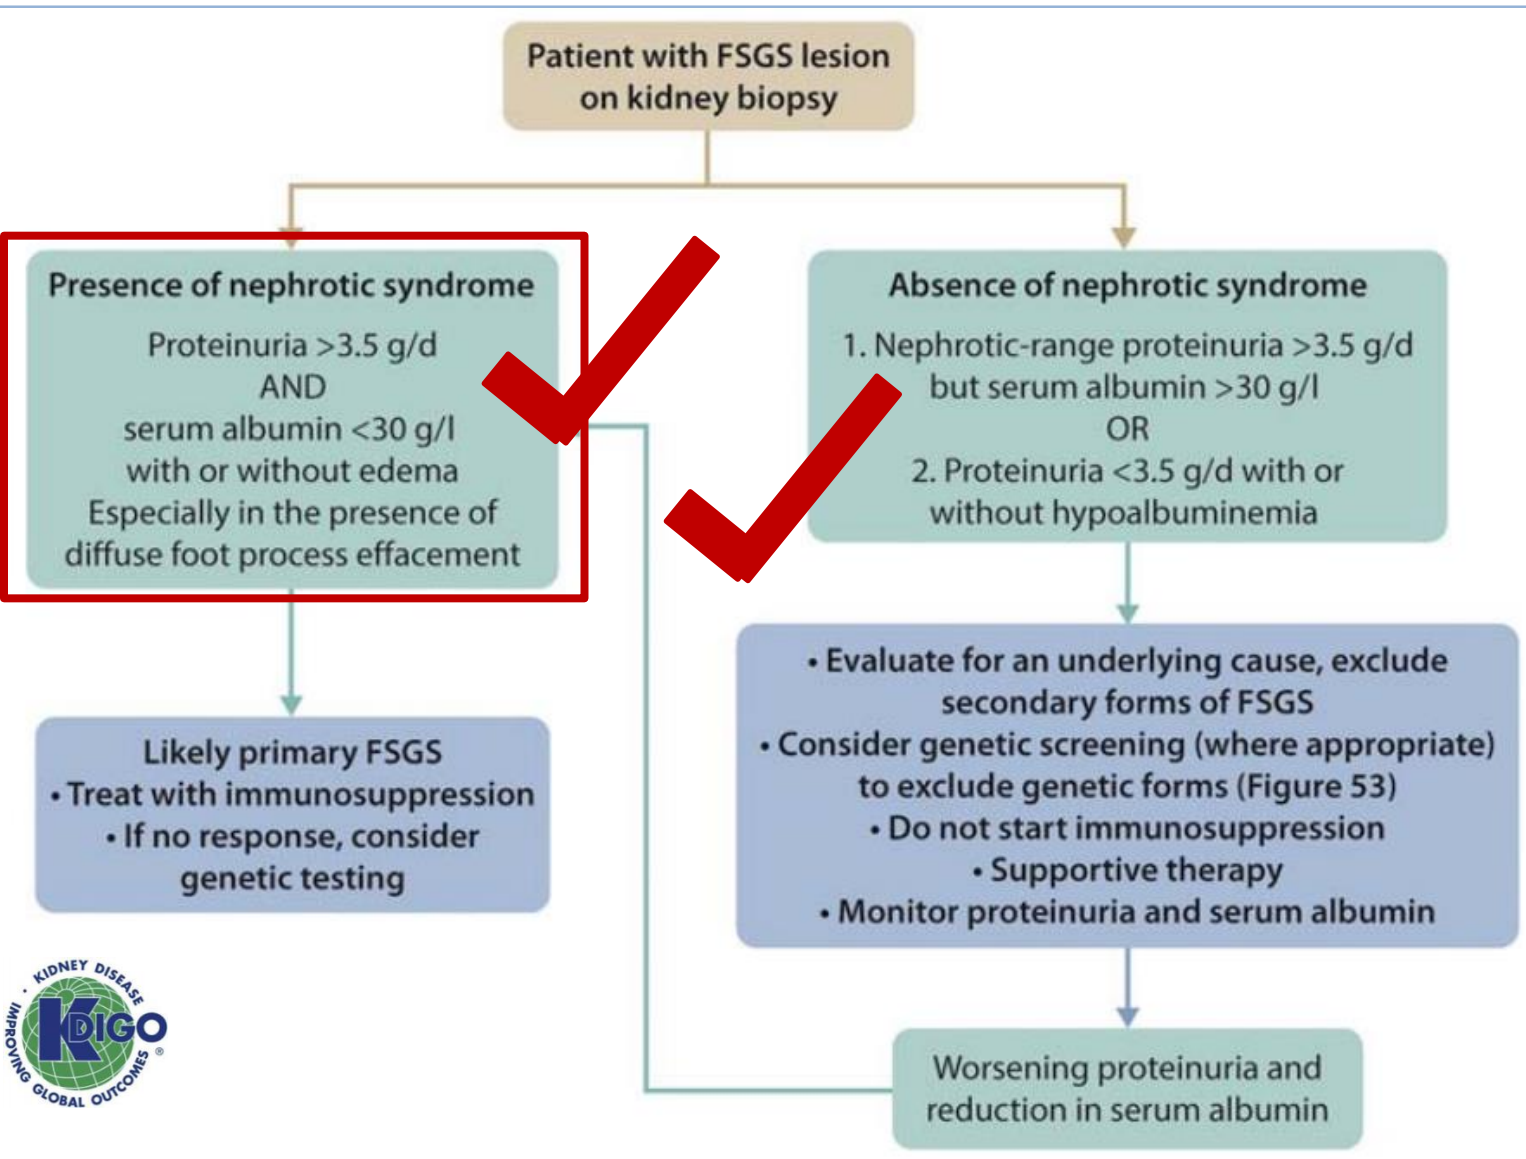 Patient with FSGS lesion
on kidney biopsy
Presence of nephrotic syndrome
Proteinuria >3.5 g/d
AND
serum albumin <30 g/l
with or without edema
Especially in the presence of
diffuse foot process effacement
Likely primary FSGS
• Treat with immunosuppression
• If no response, consider
genetic testing
Absence of nephrotic syndrome
1. Nephrotic-range proteinuria >3.5 g/d
but serum albumin >30 g/l
OR
2. Proteinuria <3.5 g/d with or
without hypoalbuminemia
• Evaluate for an underlying cause, exclude
secondary forms of FSGS
• Consider genetic screening (where appropriate)
to exclude genetic forms (Figure 53)
• Do not start immunosuppression
• Supportive therapy
• Monitor proteinuria and serum albumin
Worsening proteinuria and
reduction in serum albumin
KIDNEY DISEASE
IMPROVING GLOBAL OUTCOMES
KDIGO
®